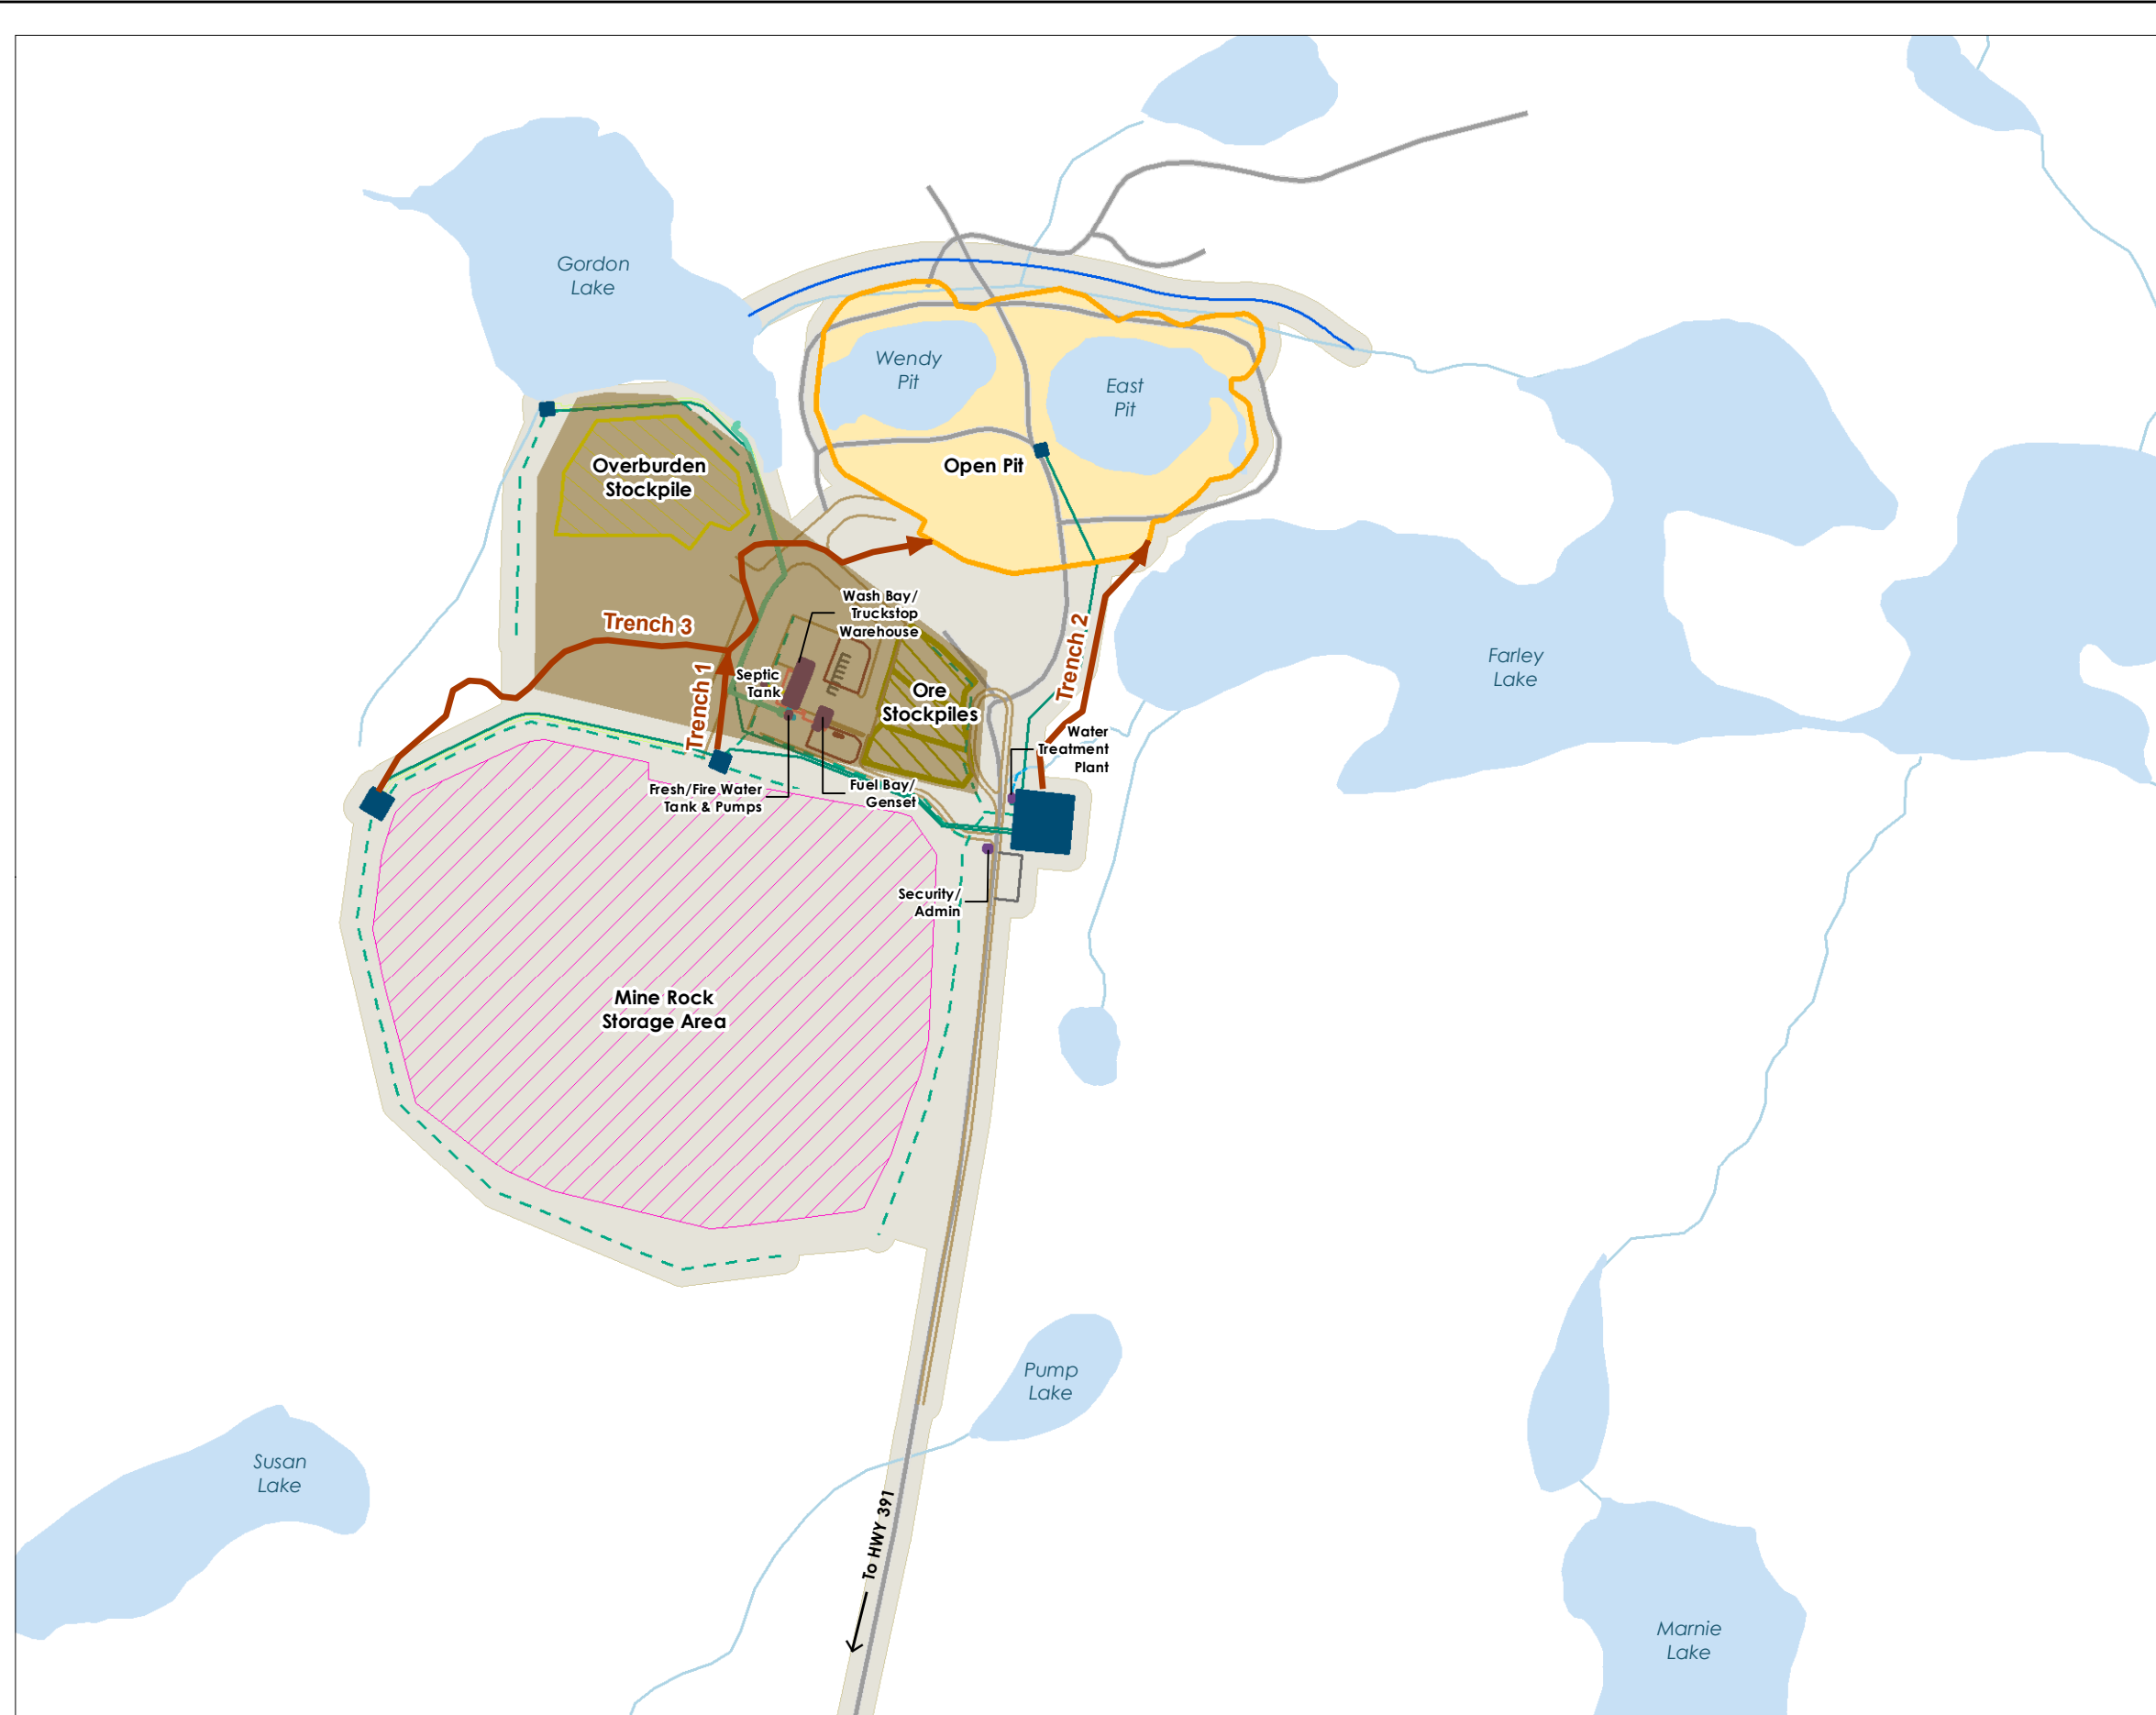 Gordon
Lake
Wendy
Pit
East
Pit
Overburden
Stockpile
Open Pit
Wash Bay/
Truckstop
Warehouse
Trench 3
Trench 2
Farley
Lake
Septic
Tank
Trench 1
Ore
Stockpiles
Water
Treatment
Plant
Fresh/Fire Water
Tank & Pumps
Fuel Bay/
Genset
Security/
Admin
Mine Rock
Storage Area
Pump
Lake
Susan
Lake
To HWY 391
Marnie
Lake